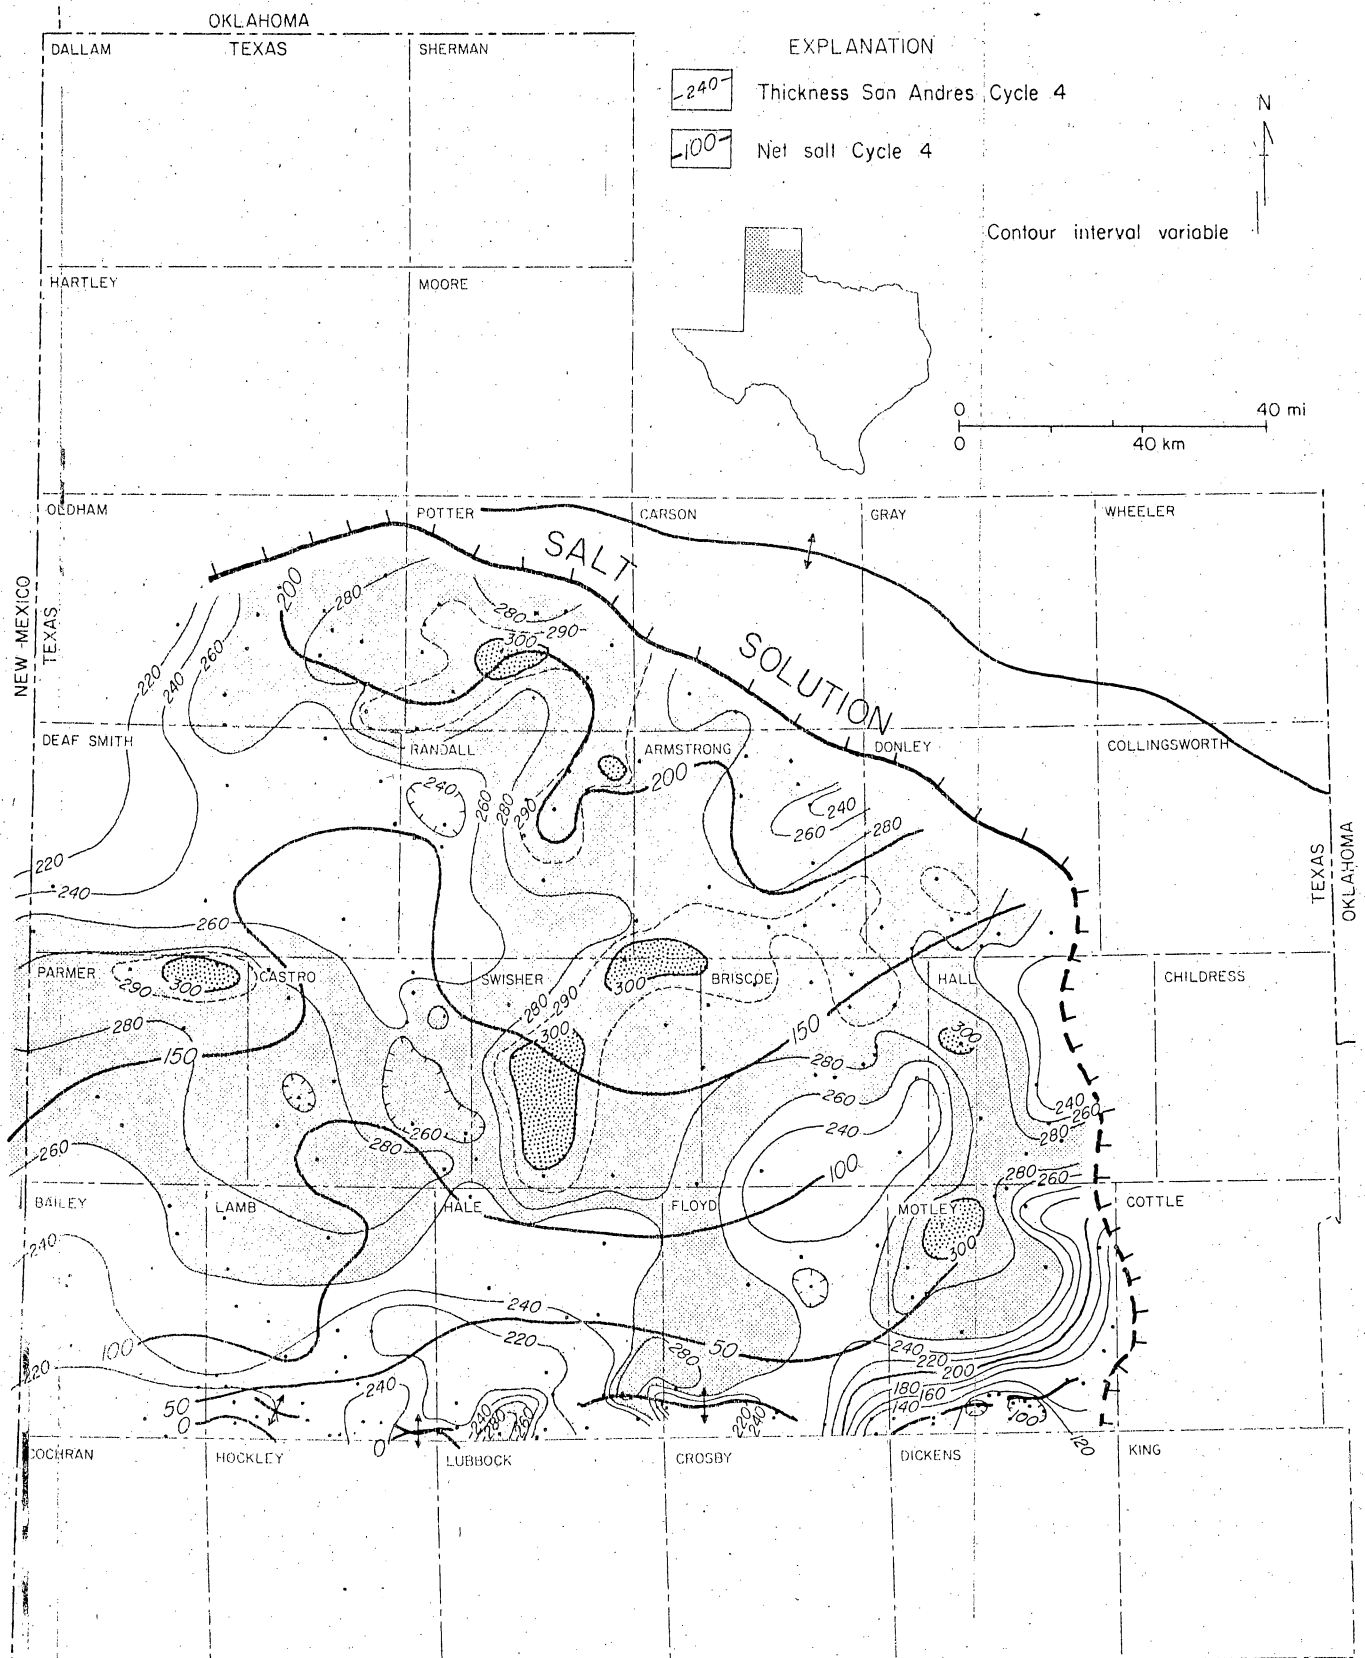 OKLAHOMA
TEXAS
DALLAM
SHERMAN
EXPLANATION
240
Thickness San Andres Cycle 4
100
Net salt Cycle 4
N
Contour interval variable
HARTLEY
MOORE
0 40 mi
0 40 km
OLDHAM
POTTER
CARSON
GRAY
WHEELER
SALT
SOLUTION
NEW MEXICO
TEXAS
200
280
280
290
300
220
240
260
DEAF SMITH
RANDALL
ARMSTRONG
DONLEY
COLLINGSWORTH
200
240
260
280
290
240
260
280
220
240
260
TEXAS
OKLAHOMA
PARMER
CASTRO
SWISHER
BRISCOE
HALL
CHILDRESS
290
300
280
290
300
300
300
280
150
150
280
260
240
240
260
280
260
280
260
100
280
260
BAILEY
LAMB
HALE
FLOYD
MOTLEY
COTTLE
240
300
240
220
100
50
280
240
220
200
180
160
140
220
50
0
240
0
240
280
260
220
240
100
120
COCHRAN
HOCKLEY
LUBBOCK
CROSBY
DICKENS
KING